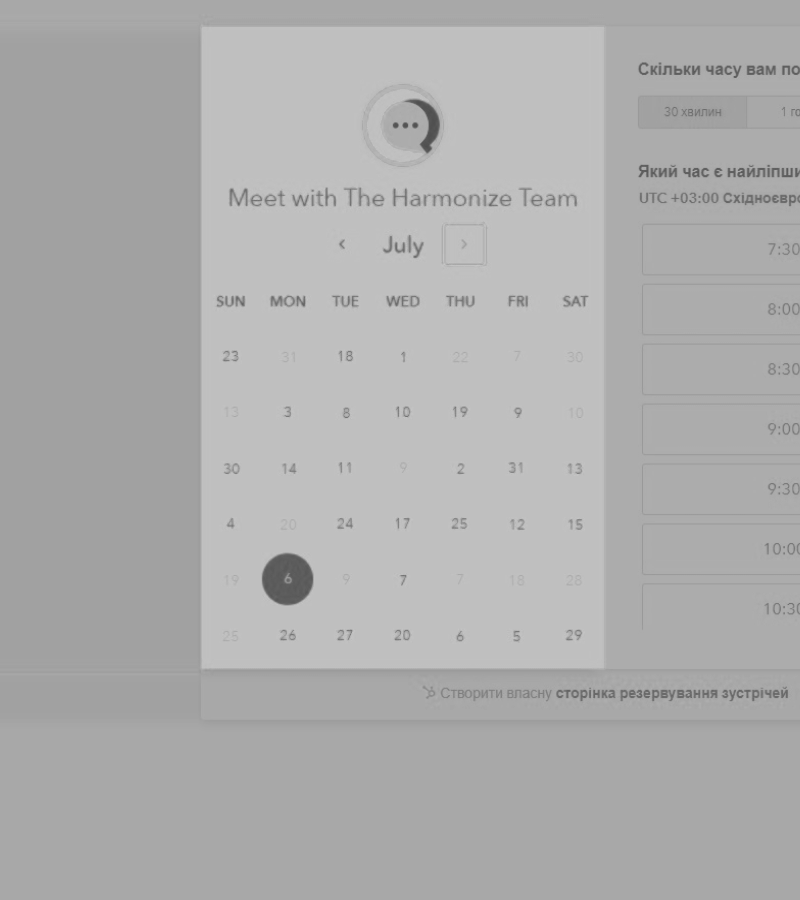 Meet with The Harmonize Team
July
SUN MON TUE WED THU FRI SAT
23 31 18 1 22 7 30
13 3 8 10 19 9 10
30 14 11 9 2 31 13
4 20 24 17 25 12 15
19 6 9 7 7 18 28
25 26 27 20 6 5 29
Скільки часу вам по
30 хвилин 1 го
Який час є найліпши
UTC +03:00 Східноєвро
7:30
8:00
8:30
9:00
9:30
10:00
10:30
Створити власну сторінка резервування зустрічей